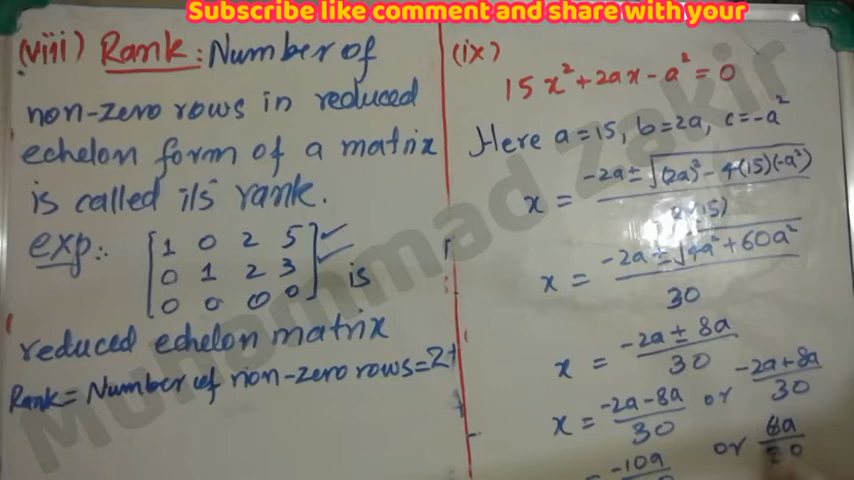 Subscribe like comment and share with your
(viii) Rank: Number of
non-zero rows in reduced
echelon form of a matrix
is called it's rank.
exp:.
[1 0 2 5
0 1 2 3
0 0 0 0] is
reduced echelon matrix
Rank = Number of non-zero rows = 2
(ix)
15x² + 2ax - a² = 0
Here a = 15, b = 2a, c = -a²
x = (-2a ± √((2a)² - 4(15)(-a²))) / 2(15)
x = (-2a ± √(4a² + 60a²)) / 30
x = (-2a ± 8a) / 30
x = (-2a - 8a) / 30 or (-2a + 8a) / 30
= -10a or 6a
Muhammad Zakir